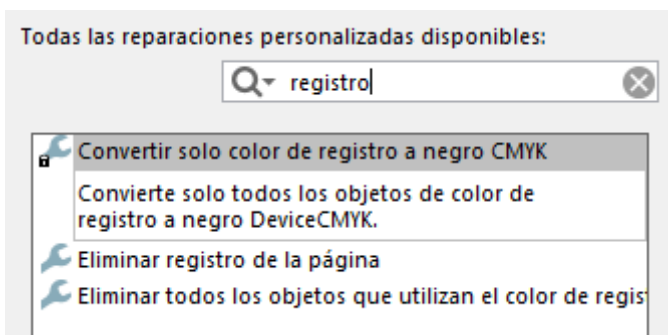 Todas las reparaciones personalizadas disponibles:
registro
Convertir solo color de registro a negro CMYK
Convierte solo todos los objetos de color de
registro a negro DeviceCMYK.
Eliminar registro de la página
Eliminar todos los objetos que utilizan el color de regis